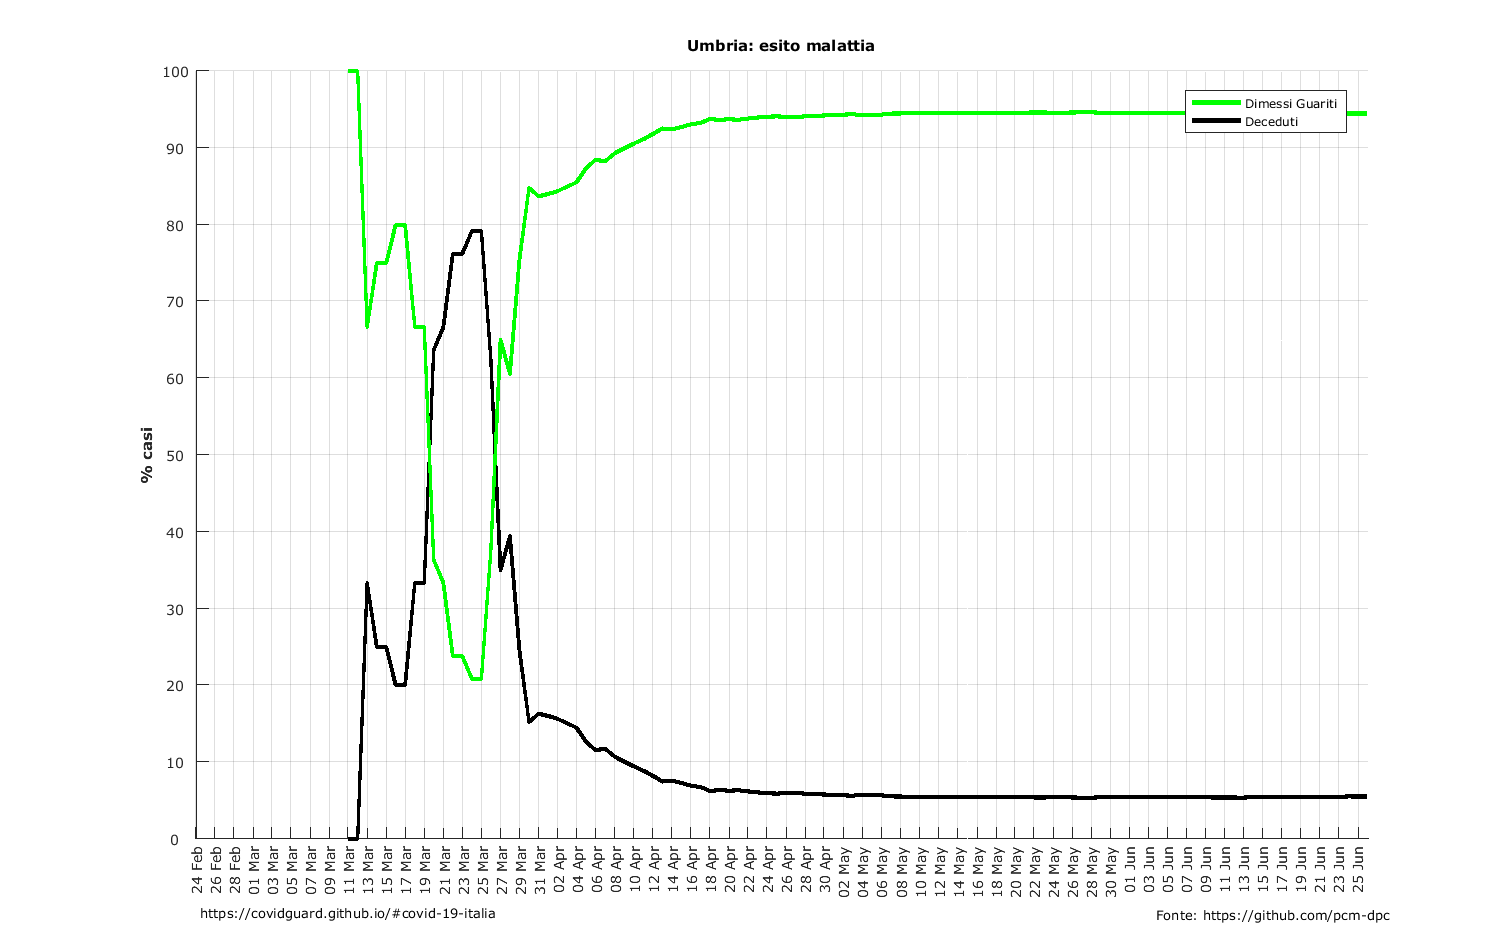 Umbria: esito malattia
100
90
80
70
60
50
40
30
20
10
0
% casi
Dimessi Guariti
Deceduti
24 Feb
26 Feb
28 Feb
01 Mar
03 Mar
05 Mar
07 Mar
09 Mar
11 Mar
13 Mar
15 Mar
17 Mar
19 Mar
21 Mar
23 Mar
25 Mar
27 Mar
29 Mar
31 Mar
02 Apr
04 Apr
06 Apr
08 Apr
10 Apr
12 Apr
14 Apr
16 Apr
18 Apr
20 Apr
22 Apr
24 Apr
26 Apr
28 Apr
30 Apr
02 May
04 May
06 May
08 May
10 May
12 May
14 May
16 May
18 May
20 May
22 May
24 May
26 May
28 May
30 May
01 Jun
03 Jun
05 Jun
07 Jun
09 Jun
11 Jun
13 Jun
15 Jun
17 Jun
19 Jun
21 Jun
23 Jun
25 Jun
https://covidguard.github.io/#covid-19-italia
Fonte: https://github.com/pcm-dpc